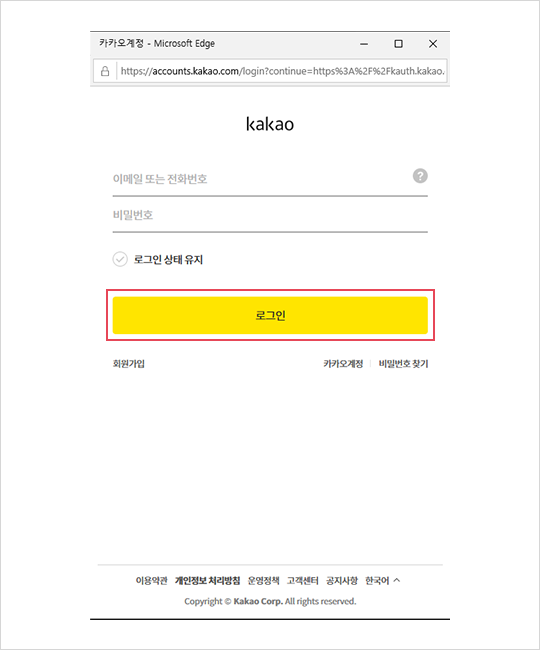 카카오계정 - Microsoft Edge
https://accounts.kakao.com/login?continue=https%3A%2F%2Fkauth.kakao.
kakao
이메일 또는 전화번호
?
비밀번호
로그인 상태 유지
로그인
회원가입 카카오계정 비밀번호 찾기
이용약관 개인정보 처리방침 운영정책 고객센터 공지사항 한국어
Copyright © Kakao Corp. All rights reserved.